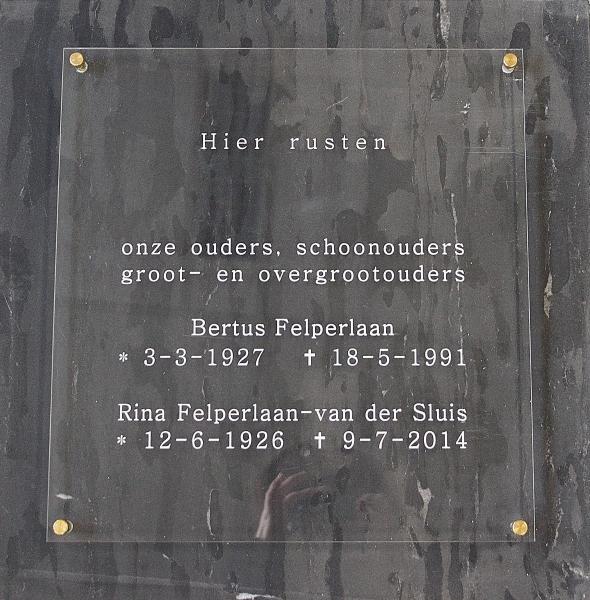 Hier rusten
onze ouders, schoonouders
groot- en overgrootouders
Bertus Felperlaan
* 3-3-1927 ✝ 18-5-1991
Rina Felperlaan-van der Sluis
* 12-6-1926 ✝ 9-7-2014